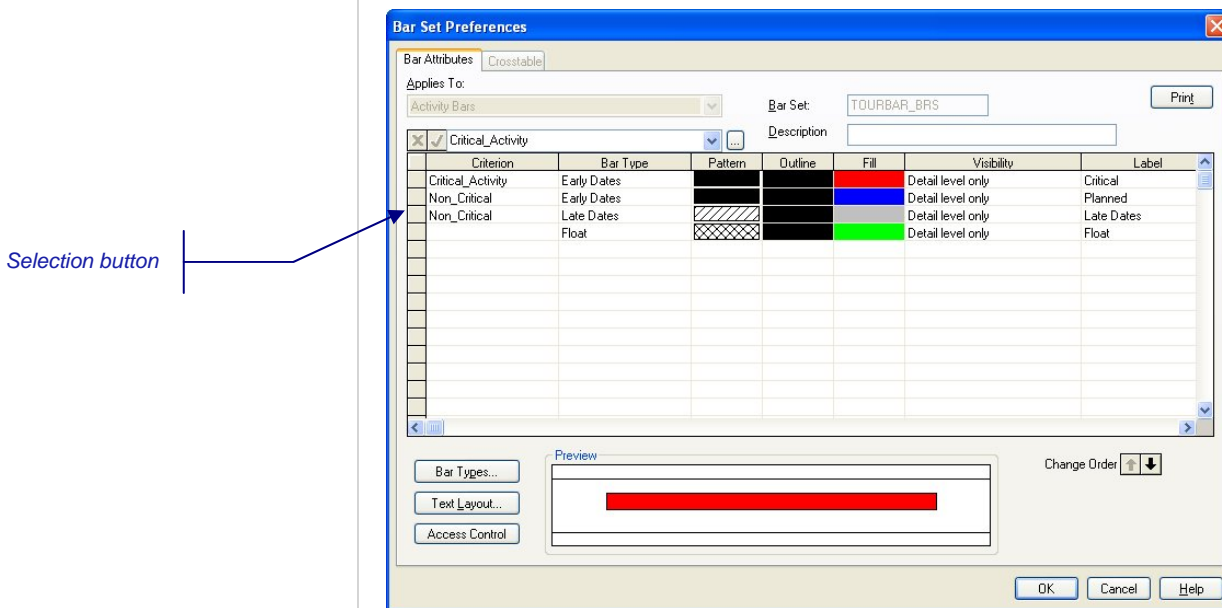 Bar Set Preferences
Bar Attributes Crosstable
Applies To:
Activity Bars Bar Set: TOURBAR_BRS Print
Critical_Activity ... Description
Criterion Bar Type Pattern Outline Fill Visibility Label
Critical_Activity Early Dates Detail level only Critical
Non_Critical Early Dates Detail level only Planned
Non_Critical Late Dates Detail level only Late Dates
Float Detail level only Float
Selection button
Preview
Bar Types... Change Order
Text Layout...
Access Control
OK Cancel Help